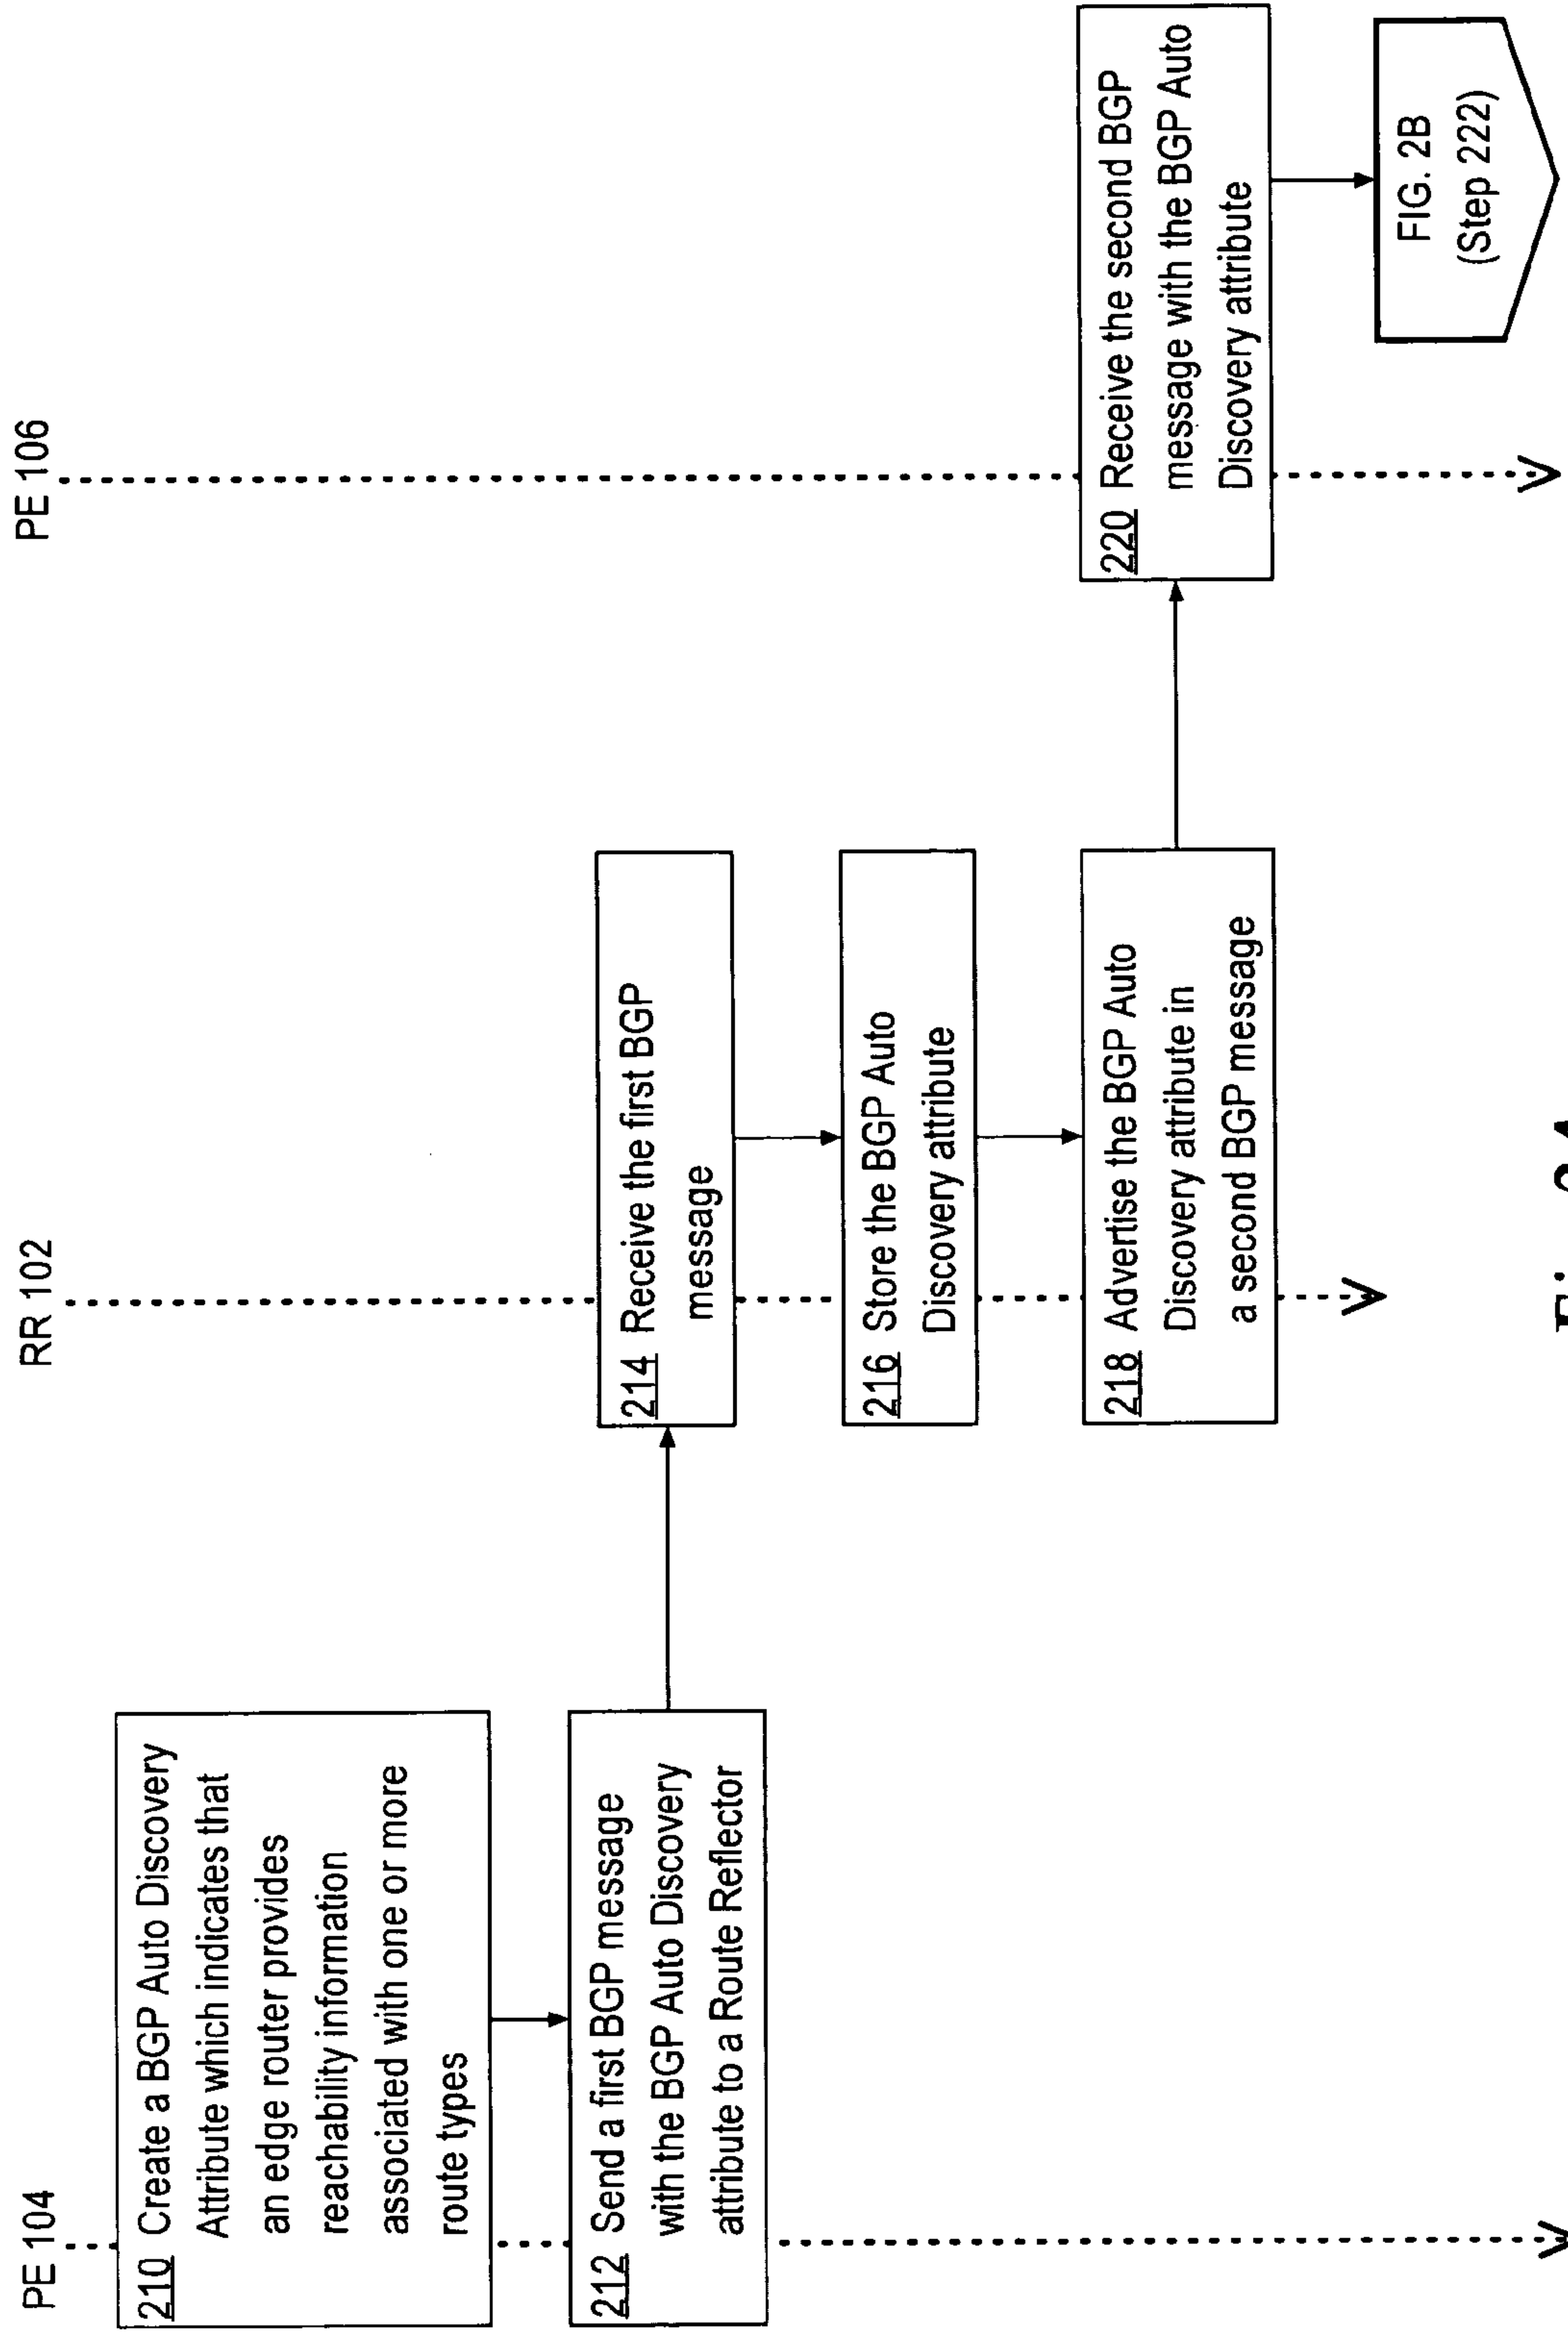 PE 104
RR 102
PE 106
210 Create a BGP Auto Discovery
Attribute which indicates that
an edge router provides
reachability information
associated with one or more
route types
212 Send a first BGP message
with the BGP Auto Discovery
attribute to a Route Reflector
214 Receive the first BGP
message
216 Store the BGP Auto
Discovery attribute
218 Advertise the BGP Auto
Discovery attribute in
a second BGP message
220 Receive the second BGP
message with the BGP Auto
Discovery attribute
FIG. 2B
(Step 222)